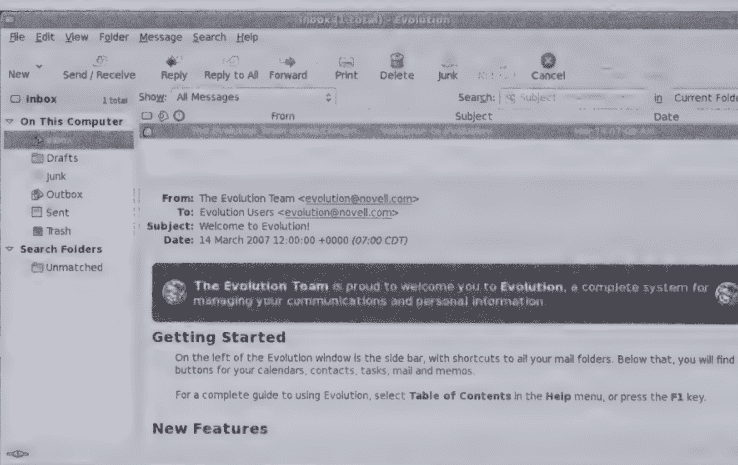 Inbox (1 total) - Evolution
File Edit View Folder Message Search Help
New Send / Receive Reply Reply to All Forward Print Delete Junk Cancel
Inbox 1 total Show: All Messages Search: Subject in Current Folde
From Subject Date
On This Computer
The Evolution Team Welcome to Evolution!
Drafts
Junk
Outbox
Sent
Trash
Search Folders
Unmatched
From: The Evolution Team <evolution@novell.com>
To: Evolution Users <evolution@novell.com>
Subject: Welcome to Evolution!
Date: 14 March 2007 12:00:00 +0000 (07:00 CDT)
The Evolution Team is proud to welcome you to Evolution, a complete system for
managing your communications and personal information.
Getting Started
On the left of the Evolution window is the side bar, with shortcuts to all your mail folders. Below that, you will find
buttons for your calendars, contacts, tasks, mail and memos.
For a complete guide to using Evolution, select Table of Contents in the Help menu, or press the F1 key.
New Features